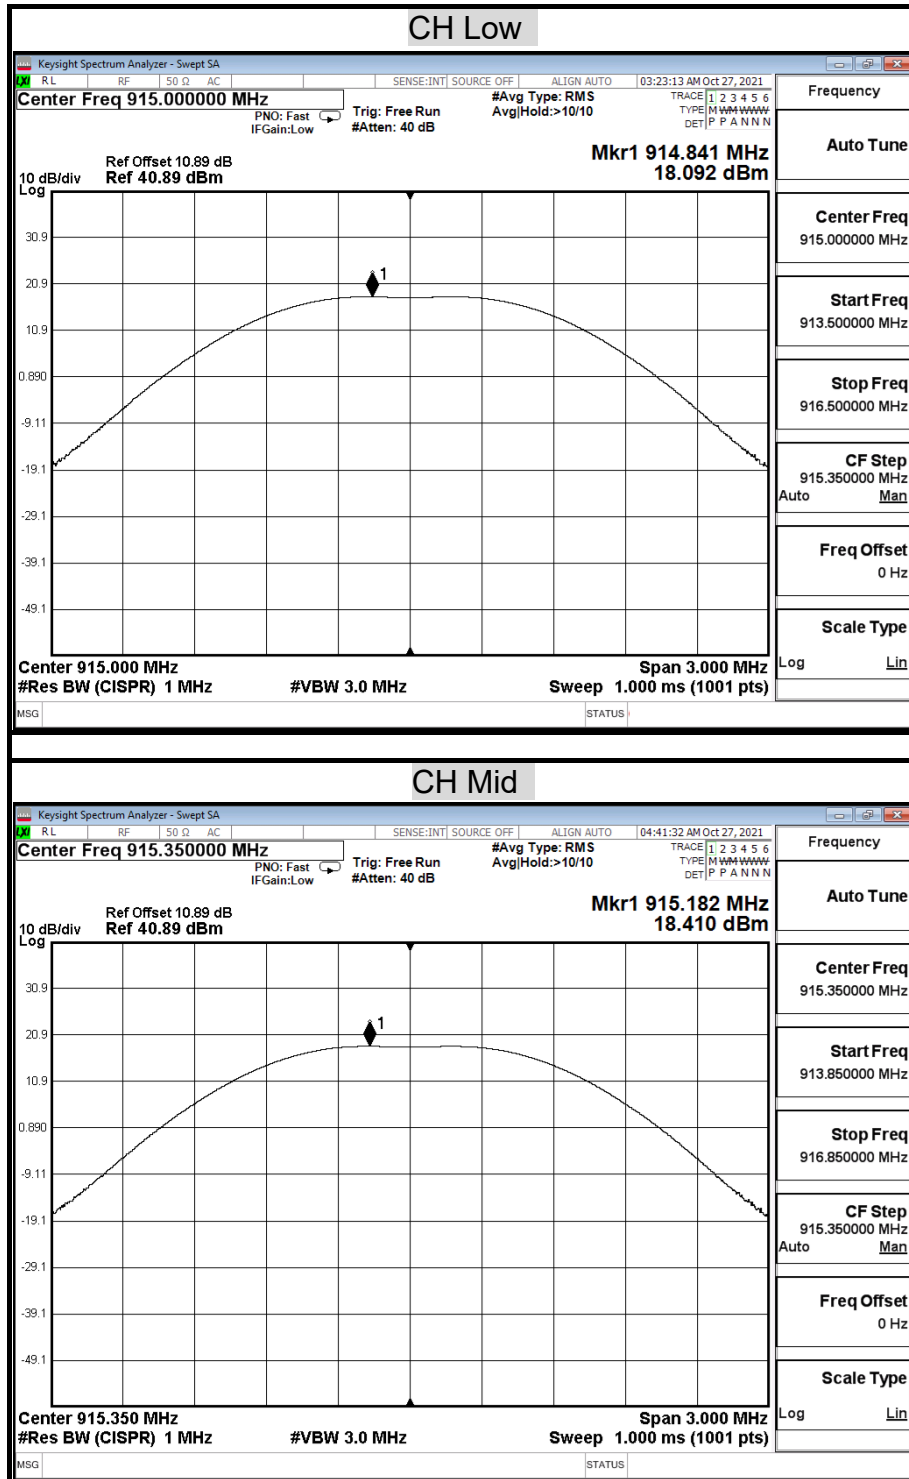 CH Low
Keysight Spectrum Analyzer - Swept SA
LXI RL RF 50 Ω AC SENSE:INT SOURCE OFF ALIGN AUTO 03:23:13 AM Oct 27, 2021
Center Freq 915.000000 MHz
PNO: Fast
IFGain:Low
Trig: Free Run
#Atten: 40 dB
#Avg Type: RMS
Avg|Hold:>10/10
TRACE 1 2 3 4 5 6
TYPE M WM WWWW
DET P P A N N N
Frequency
Mkr1 914.841 MHz
18.092 dBm
Ref Offset 10.89 dB
10 dB/div Ref 40.89 dBm
Log
1
30.9
20.9
10.9
0.890
-9.11
-19.1
-29.1
-39.1
-49.1
Center 915.000 MHz Span 3.000 MHz
#Res BW (CISPR) 1 MHz #VBW 3.0 MHz Sweep 1.000 ms (1001 pts)
MSG STATUS
Auto Tune
Center Freq
915.000000 MHz
Start Freq
913.500000 MHz
Stop Freq
916.500000 MHz
CF Step
915.350000 MHz
Auto Man
Freq Offset
0 Hz
Scale Type
Log Lin
CH Mid
Keysight Spectrum Analyzer - Swept SA
LXI RL RF 50 Ω AC SENSE:INT SOURCE OFF ALIGN AUTO 04:41:32 AM Oct 27, 2021
Center Freq 915.350000 MHz
PNO: Fast
IFGain:Low
Trig: Free Run
#Atten: 40 dB
#Avg Type: RMS
Avg|Hold:>10/10
TRACE 1 2 3 4 5 6
TYPE M WM WWWW
DET P P A N N N
Frequency
Mkr1 915.182 MHz
18.410 dBm
Ref Offset 10.89 dB
10 dB/div Ref 40.89 dBm
Log
1
30.9
20.9
10.9
0.890
-9.11
-19.1
-29.1
-39.1
-49.1
Center 915.350 MHz Span 3.000 MHz
#Res BW (CISPR) 1 MHz #VBW 3.0 MHz Sweep 1.000 ms (1001 pts)
MSG STATUS
Auto Tune
Center Freq
915.350000 MHz
Start Freq
913.850000 MHz
Stop Freq
916.850000 MHz
CF Step
915.350000 MHz
Auto Man
Freq Offset
0 Hz
Scale Type
Log Lin